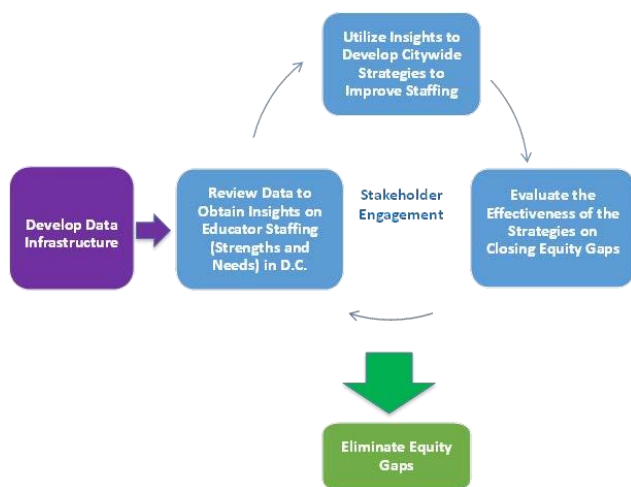 Utilize Insights to
Develop Citywide
Strategies to
Improve Staffing
Develop Data
Infrastructure
Review Data to
Obtain Insights on
Educator Staffing
(Strengths and
Needs) in D.C.
Stakeholder
Engagement
Evaluate the
Effectiveness of the
Strategies on
Closing Equity Gaps
Eliminate Equity
Gaps